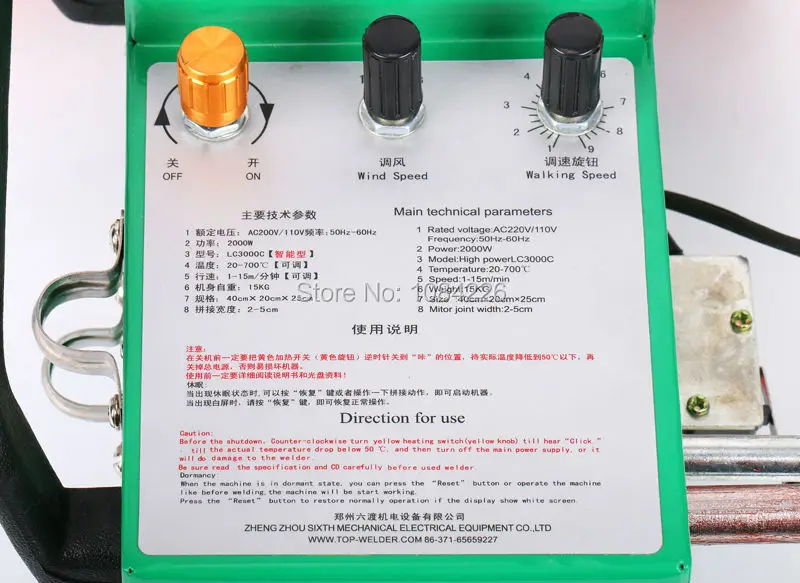 4
3
2
1
7
8
9
关 开
OFF ON
调风
Wind Speed
调速旋钮
Walking Speed
主要技术参数
1 额定电压: AC200V/110V频率:50Hz-60Hz
2 功率: 2000W
3 型号: LC3000C【智能型】
4 温度: 20-700℃【可调】
5 行速: 1-15m/分钟【可调】
6 机身自重: 15KG
7 规格: 40cm×20cm×25cm
8 拼接宽度: 2-5cm
Main technical parameters
1 Rated voltage:AC220V/110V
Frequency:50Hz-60Hz
2 Power:2000W
3 Model:High powerLC3000C
4 Temperature:20-700℃
5 Speed:1-15m/min
6 Weight:15KG
7 Size :40cm×20cm×25cm
8 Mitor joint width:2-5cm
Shopping Store No:
使用说明
注意:
在关机前一定要把黄色加热开关(黄色旋钮)逆时针关到“咔”的位置,待实际温度降低到50℃以下,再
关掉总电源,否则易损坏机器。
使用前一定要详细阅读说明书和光盘资料!
休眠:
当出现休眠状态时,可以按“恢复”键或者操作一下拼接动作,即可启动机器。
当出现白屏时,请按“恢复”键,即可恢复正常操作。
Direction for use
Caution:
Before the shutdown, Counter-clockwise turn yellow heating switch(yellow knob) till hear“Click ”
, till the actual temperature drop below 50 ℃, and then turn off the main power supply, or it
will do damage to the welder.
Be sure read the specification and CD carefully before used welder.
Dormancy
When the machine is in dormant state, you can press the “Reset” button or operate the machine
like before welding, the machine will be start working.
Press the “Reset” button to restore normally operation if the display show white screen.
郑州六渡机电设备有限公司
ZHENG ZHOU SIXTH MECHANICAL ELECTRICAL EQUIPMENT CO.,LTD
WWW.TOP-WELDER.COM 86-371-65659227